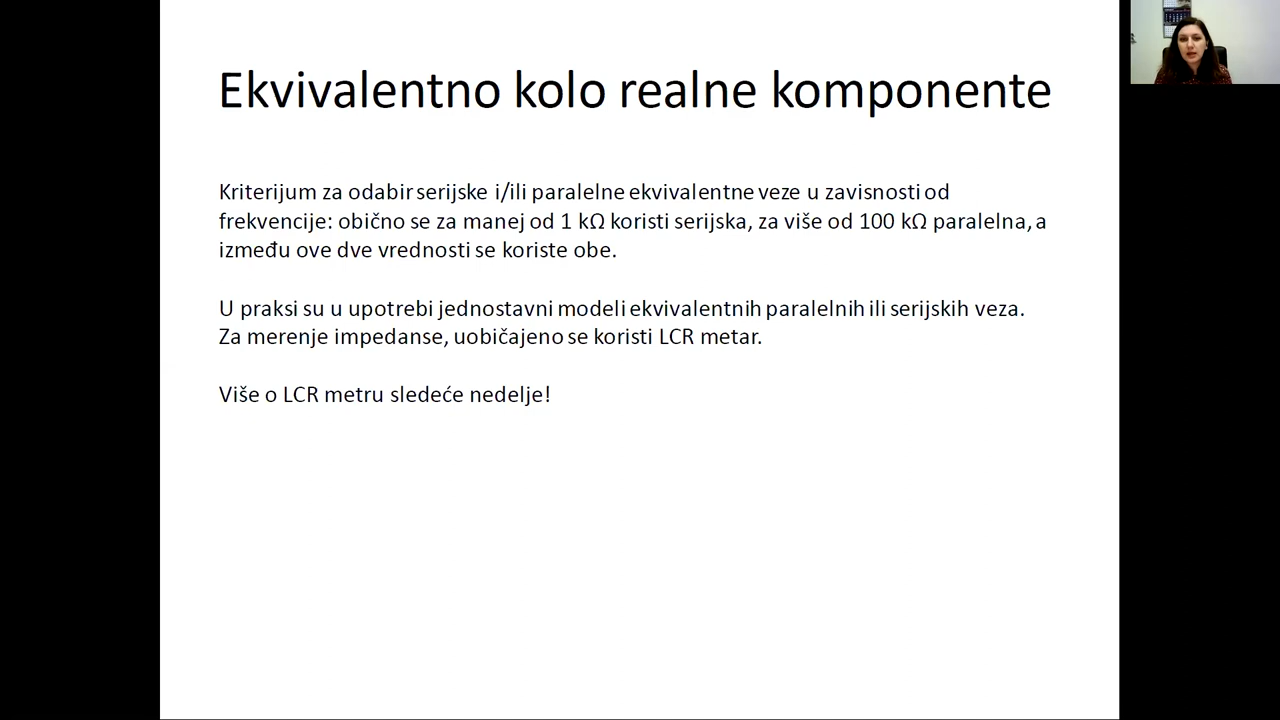 Ekvivalentno kolo realne komponente
Kriterijum za odabir serijske i/ili paralelne ekvivalentne veze u zavisnosti od
frekvencije: obično se za manej od 1 kΩ koristi serijska, za više od 100 kΩ paralelna, a
između ove dve vrednosti se koriste obe.
U praksi su u upotrebi jednostavni modeli ekvivalentnih paralelnih ili serijskih veza.
Za merenje impedanse, uobičajeno se koristi LCR metar.
Više o LCR metru sledeće nedelje!